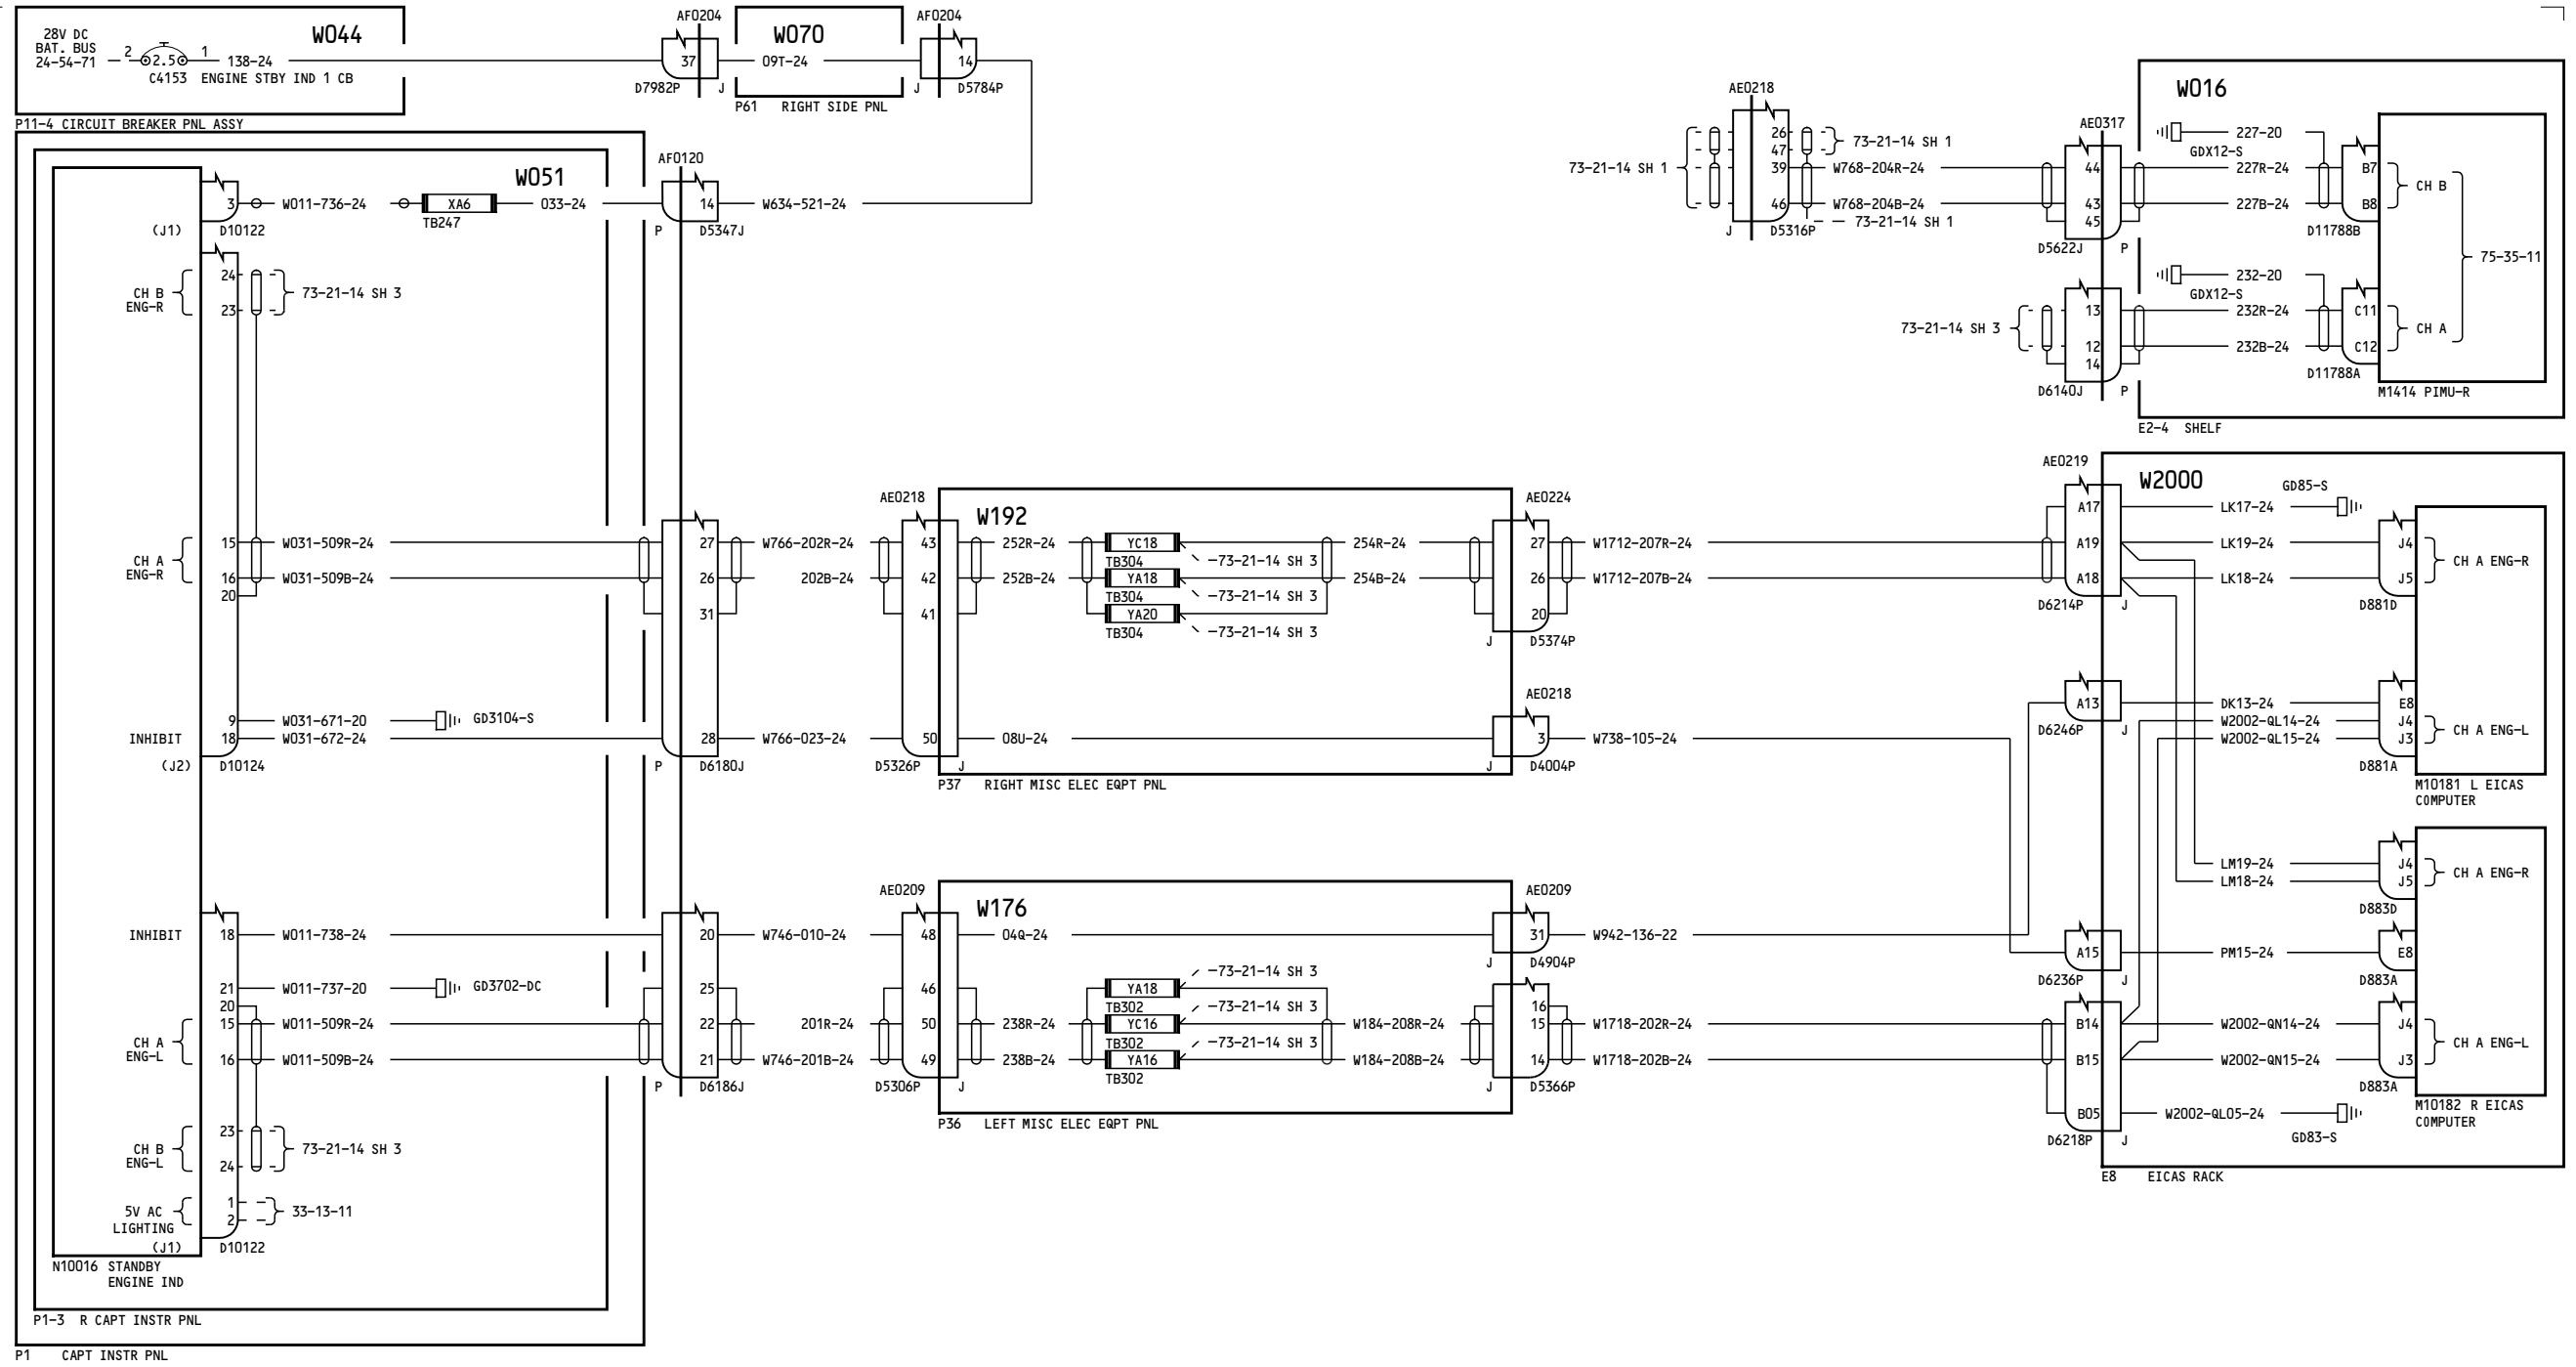 28V DC
BAT. BUS
24-54-71
2
2.5
1
138-24
C4153 ENGINE STBY IND 1 CB
W044
P11-4 CIRCUIT BREAKER PNL ASSY
AF0204
37
D7982P
J
W070
09T-24
P61 RIGHT SIDE PNL
AF0204
14
J
D5784P
W051
3
W011-736-24
XA6
TB247
033-24
(J1)
D10122
AF0120
14
W634-521-24
P
D5347J
CH B
ENG-R
24
23
73-21-14 SH 3
CH A
ENG-R
15
W031-509R-24
16
W031-509B-24
20
9
W031-671-20
GD3104-S
INHIBIT
18
W031-672-24
(J2)
D10124
27
26
31
28
P
D6180J
W766-202R-24
202B-24
W766-023-24
AE0218
43
42
41
50
D5326P
J
W192
252R-24
252B-24
YC18
TB304
YA18
TB304
YA20
TB304
73-21-14 SH 3
73-21-14 SH 3
73-21-14 SH 3
254R-24
254B-24
08U-24
P37 RIGHT MISC ELEC EQPT PNL
AE0224
27
26
20
J
D5374P
W1712-207R-24
W1712-207B-24
AE0218
3
J
D4004P
W738-105-24
INHIBIT
18
W011-738-24
21
W011-737-20
GD3702-DC
20
CH A
ENG-L
15
W011-509R-24
16
W011-509B-24
CH B
ENG-L
23
24
73-21-14 SH 3
5V AC
LIGHTING
1
2
33-13-11
(J1)
D10122
N10016 STANDBY
ENGINE IND
P1-3 R CAPT INSTR PNL
P1 CAPT INSTR PNL
20
25
22
21
P
D6186J
W746-010-24
201R-24
W746-201B-24
AE0209
48
46
50
49
D5306P
J
W176
04Q-24
238R-24
238B-24
YA18
TB302
YC16
TB302
YA16
TB302
73-21-14 SH 3
73-21-14 SH 3
73-21-14 SH 3
W184-208R-24
W184-208B-24
P36 LEFT MISC ELEC EQPT PNL
AE0209
31
J
D4904P
W942-136-22
16
15
14
J
D5366P
W1718-202R-24
W1718-202B-24
AE0218
73-21-14 SH 1
26
47
39
46
J
D5316P
73-21-14 SH 1
W768-204R-24
W768-204B-24
73-21-14 SH 1
AE0317
44
43
45
D5622J
P
W016
227-20
GDX12-S
227R-24
227B-24
B7
B8
D11788B
CH B
73-21-14 SH 3
13
12
14
D6140J
P
232-20
GDX12-S
232R-24
232B-24
C11
C12
D11788A
CH A
75-35-11
M1414 PIMU-R
E2-4 SHELF
AE0219
W2000
A17
A19
A18
D6214P
J
LK17-24
GD85-S
LK19-24
LK18-24
J4
J5
D881D
CH A ENG-R
A13
D6246P
J
DK13-24
W2002-QL14-24
W2002-QL15-24
E8
J4
J3
D881A
CH A ENG-L
M10181 L EICAS
COMPUTER
LM19-24
LM18-24
J4
J5
D883D
CH A ENG-R
A15
D6236P
J
PM15-24
E8
D883A
B14
B15
B05
D6218P
J
W2002-QN14-24
W2002-QN15-24
J4
J3
D883A
CH A ENG-L
W2002-QL05-24
GD83-S
M10182 R EICAS
COMPUTER
E8 EICAS RACK